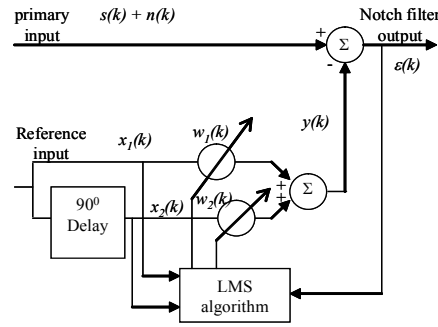 primary input
s(k) + n(k)
Notch filter output
+
Σ
-
ε(k)
y(k)
Reference input
x1(k)
w1(k)
+
+
Σ
90⁰ Delay
x2(k)
w2(k)
LMS algorithm